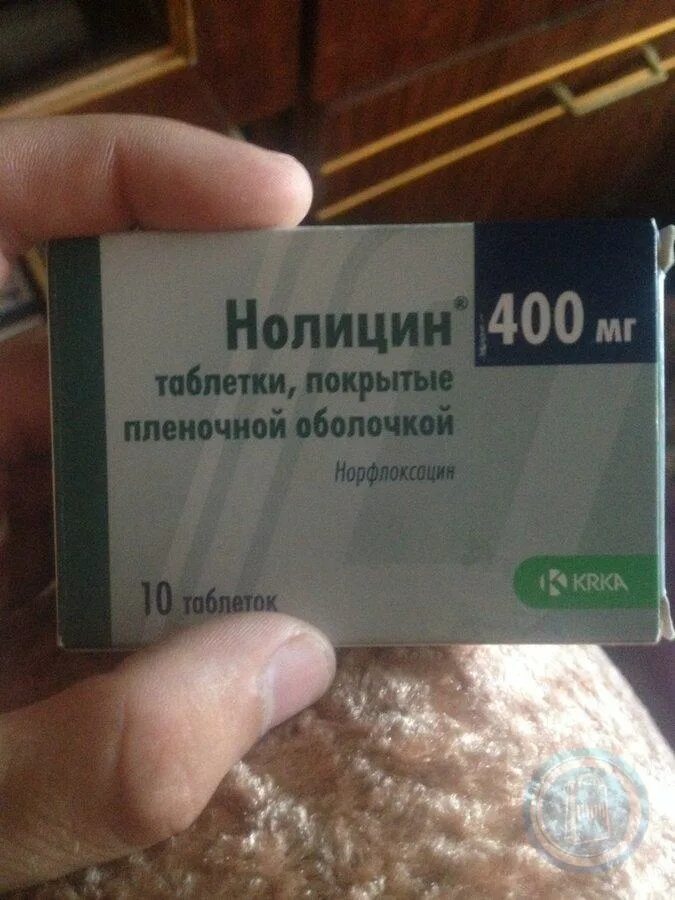 Нолицин® 400 мг
таблетки, покрытые
пленочной оболочкой
Норфлоксацин
10 таблеток
KRKA